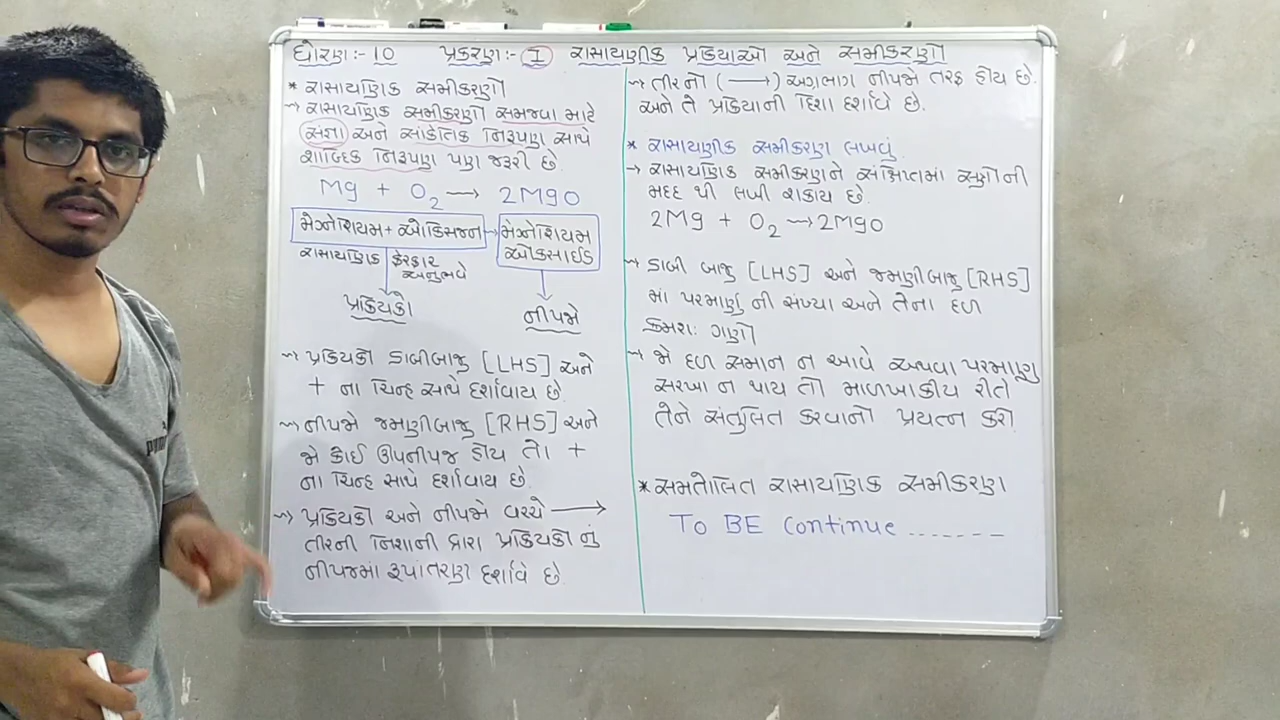 ધોરણ:- 10 પ્રકરણ:- 1 રાસાયણીક પ્રક્રિયાઓ અને સમીકરણો
* રાસાયણિક સમીકરણો
→ રાસાયણિક સમીકરણો સમજવા માટે
સંજ્ઞા અને સાંકેતિક નિરૂપણ સાથે
શાબ્દિક નિરૂપણ પણ જરૂરી છે.
Mg + O2 → 2MgO
મેગ્નેશિયમ + ઓક્સિજન → મેગ્નેશિયમ
ઓક્સાઈડ
રાસાયણિક ફેરફાર
અનુભવે
પ્રક્રિયકો
નીપજો
→ પ્રક્રિયકો ડાબીબાજુ [LHS] અને
+ ના ચિન્હ સાથે દર્શાવાય છે.
→ નીપજો જમણીબાજુ [RHS] અને
જો કોઈ ઊપનીપજ હોય તો +
ના ચિન્હ સાથે દર્શાવાય છે.
→ પ્રક્રિયકો અને નીપજો વચ્ચે →
તીરની નિશાની દ્વારા પ્રક્રિયકો નું
નીપજમાં રૂપાંતરણ દર્શાવે છે.
→ તીરનો (→) અગ્રભાગ નીપજો તરફ હોય છે.
અને તે પ્રક્રિયાની દિશા દર્શાવે છે.
* રાસાયણીક સમીકરણ લખવું
→ રાસાયણિક સમીકરણને સંક્ષિપ્તમાં સૂત્રોની
મદદ થી લખી શકાય છે.
2Mg + O2 → 2MgO
→ ડાબી બાજુ [LHS] અને જમણીબાજુ [RHS]
માં પરમાણું ની સંખ્યા અને તેના દળ
ક્રમશઃ ગણો
→ જો દળ સમાન ન આવે અથવા પરમાણુ
સરખા ન થાય તો માળખાકીય રીતે
તેને સંતુલિત કરવાનો પ્રયત્ન કરો.
* સમતોલિત રાસાયણિક સમીકરણ
To BE Continue .......